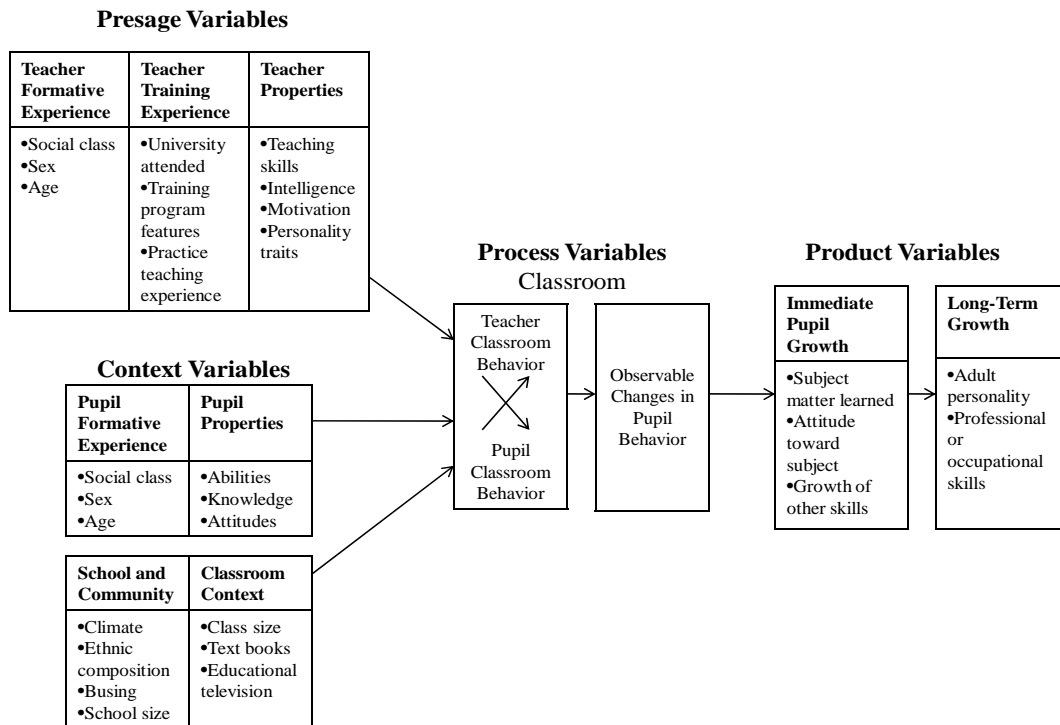 Presage Variables
Teacher
Formative
Experience
•Social class
•Sex
•Age
Teacher
Training
Experience
•University
attended
•Training
program
features
•Practice
teaching
experience
Teacher
Properties
•Teaching
skills
•Intelligence
•Motivation
•Personality
traits
Context Variables
Pupil
Formative
Experience
•Social class
•Sex
•Age
Pupil
Properties
•Abilities
•Knowledge
•Attitudes
School and
Community
•Climate
•Ethnic
composition
•Busing
•School size
Classroom
Context
•Class size
•Text books
•Educational
television
Process Variables
Classroom
Teacher
Classroom
Behavior
Pupil
Classroom
Behavior
Observable
Changes in
Pupil
Behavior
Product Variables
Immediate
Pupil
Growth
•Subject
matter learned
•Attitude
toward
subject
•Growth of
other skills
Long-Term
Growth
•Adult
personality
•Professional
or
occupational
skills